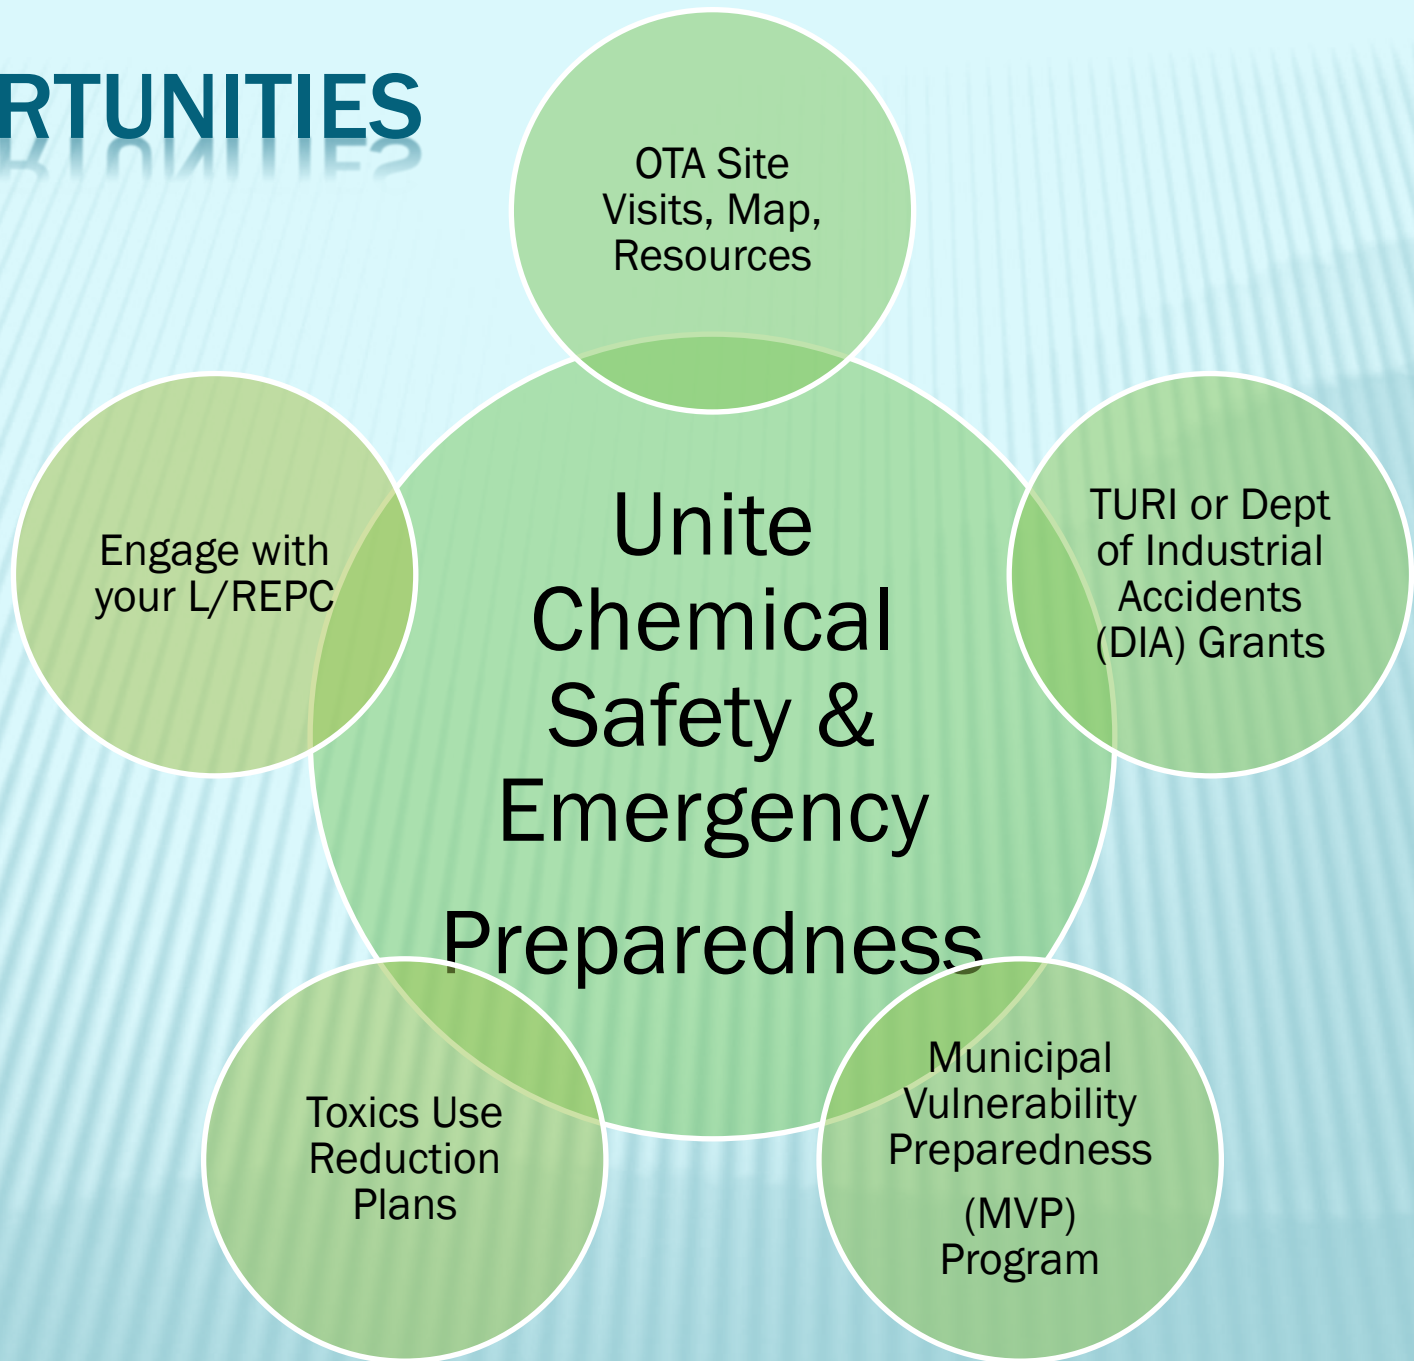 RTUNITIES
OTA Site
Visits, Map,
Resources
TURI or Dept
of Industrial
Accidents
(DIA) Grants
Municipal
Vulnerability
Preparedness
(MVP)
Program
Toxics Use
Reduction
Plans
Engage with
your L/REPC
Unite
Chemical
Safety &
Emergency
Preparedness